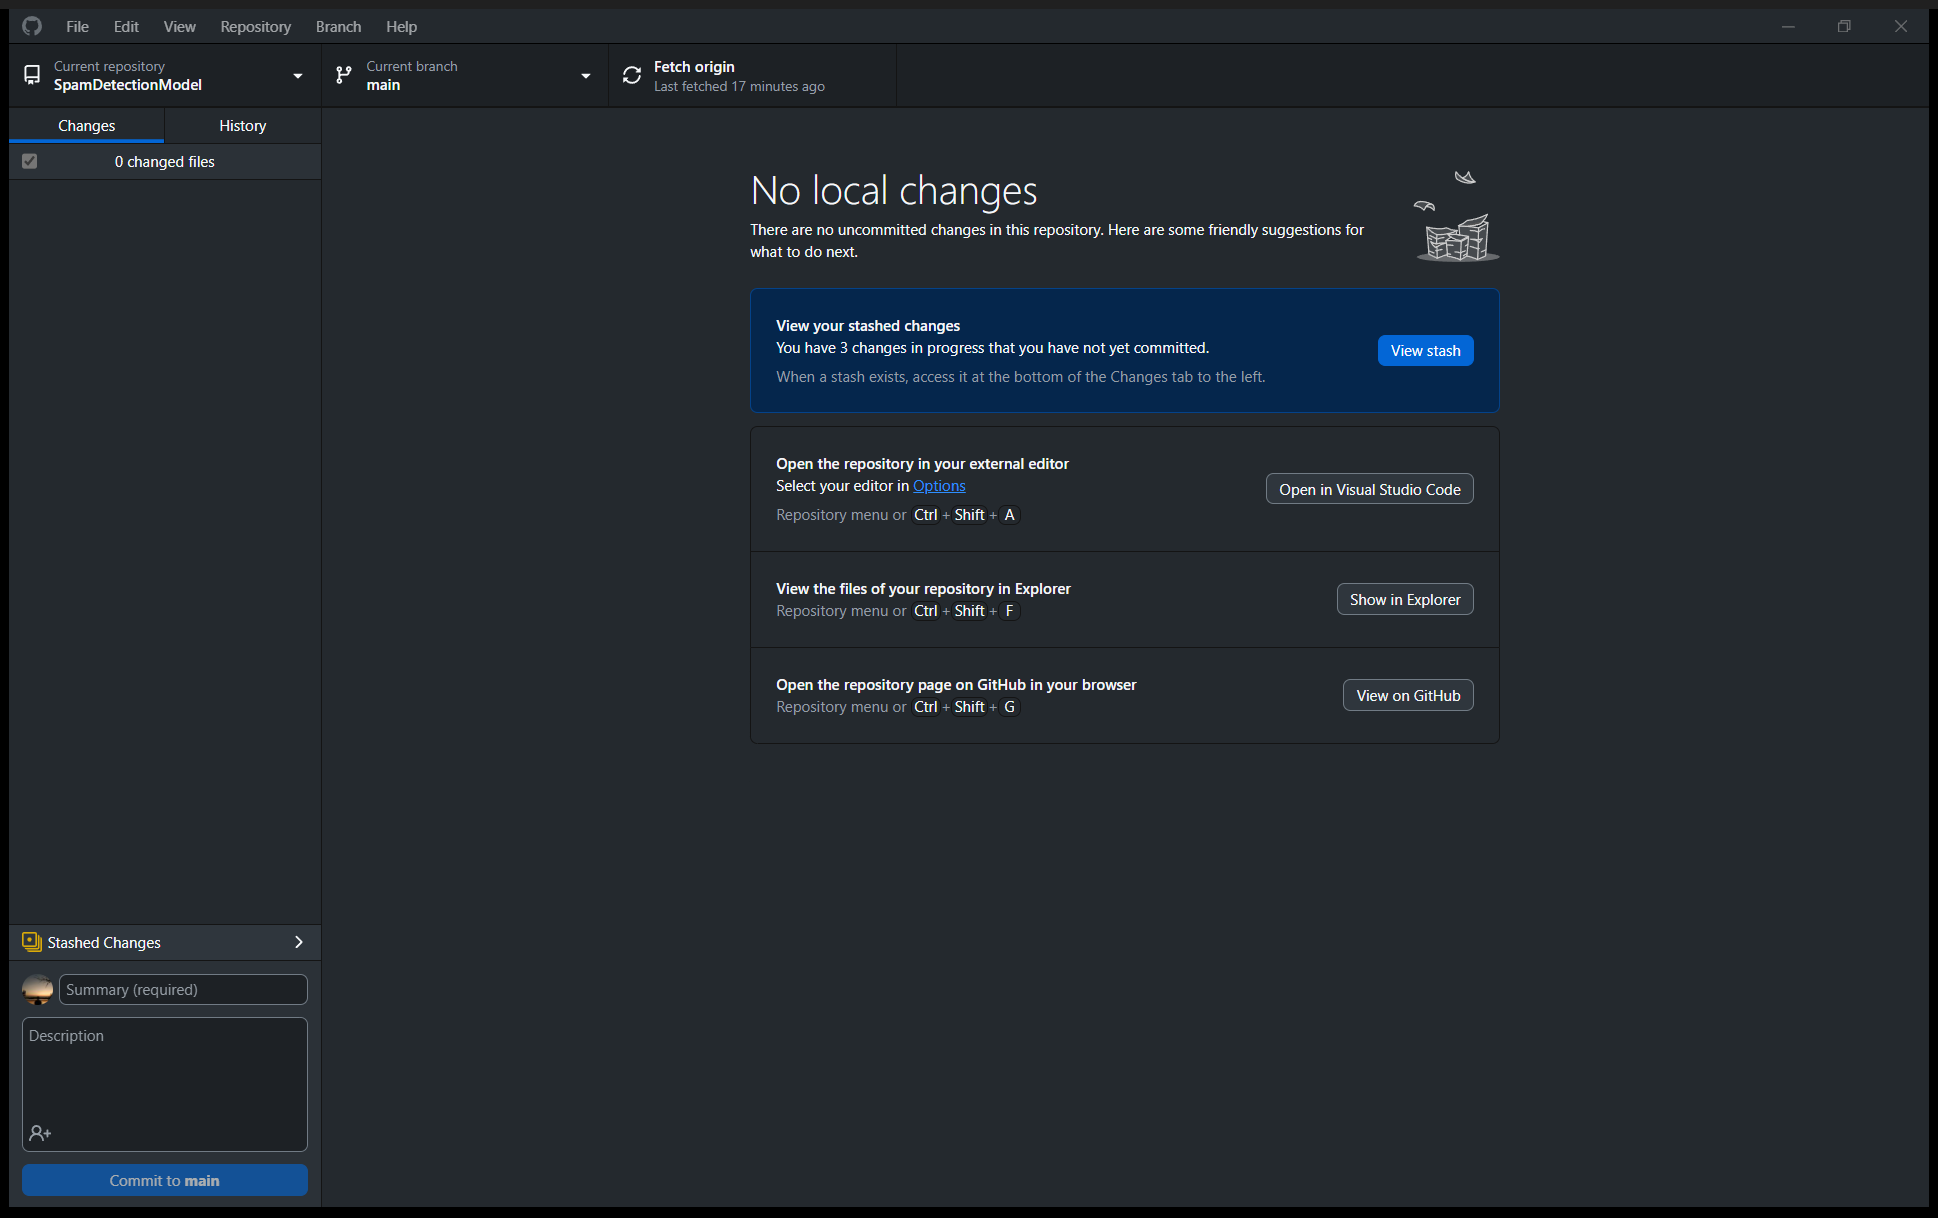 File Edit View Repository Branch Help
Current repository
SpamDetectionModel
Current branch
main
Fetch origin
Last fetched 17 minutes ago
Changes
History
0 changed files
No local changes
There are no uncommitted changes in this repository. Here are some friendly suggestions for
what to do next.
View your stashed changes
You have 3 changes in progress that you have not yet committed.
When a stash exists, access it at the bottom of the Changes tab to the left.
View stash
Open the repository in your external editor
Select your editor in Options
Repository menu or Ctrl + Shift + A
Open in Visual Studio Code
View the files of your repository in Explorer
Repository menu or Ctrl + Shift + F
Show in Explorer
Open the repository page on GitHub in your browser
Repository menu or Ctrl + Shift + G
View on GitHub
Stashed Changes
Summary (required)
Description
Commit to main